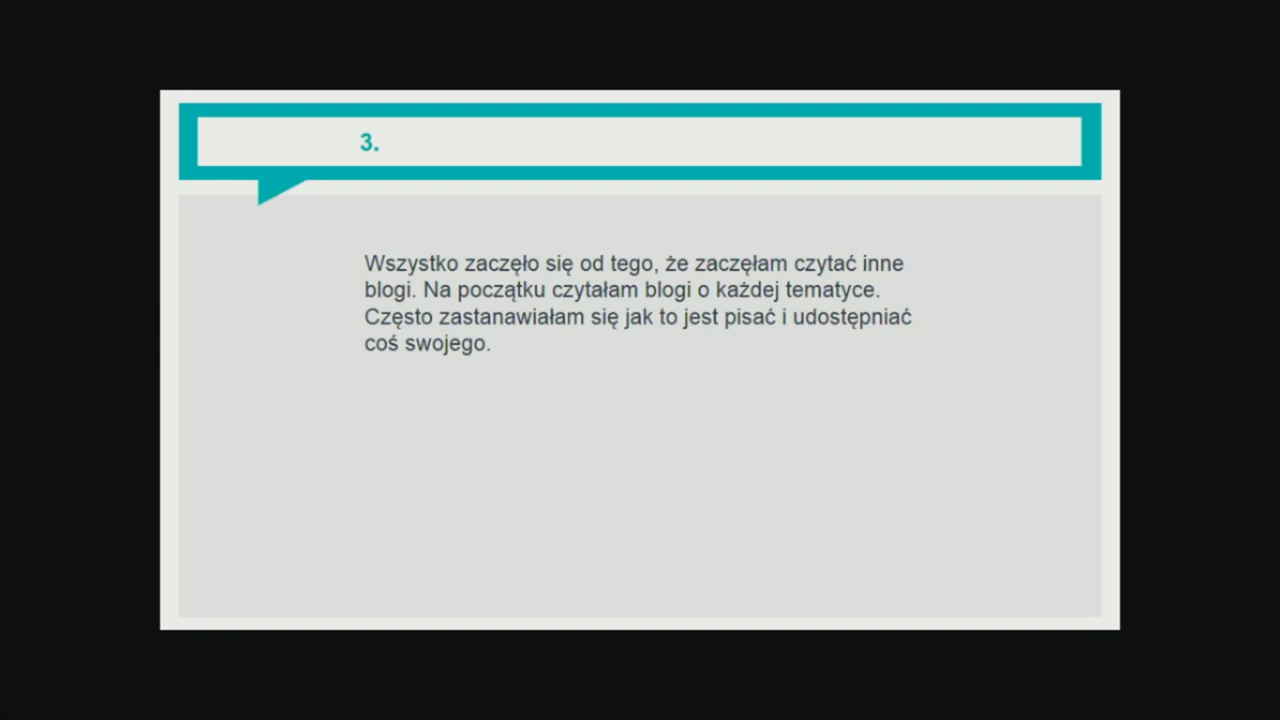 3.
Wszystko zaczęło się od tego, że zaczęłam czytać inne
blogi. Na początku czytałam blogi o każdej tematyce.
Często zastanawiałam się jak to jest pisać i udostępniać
coś swojego.